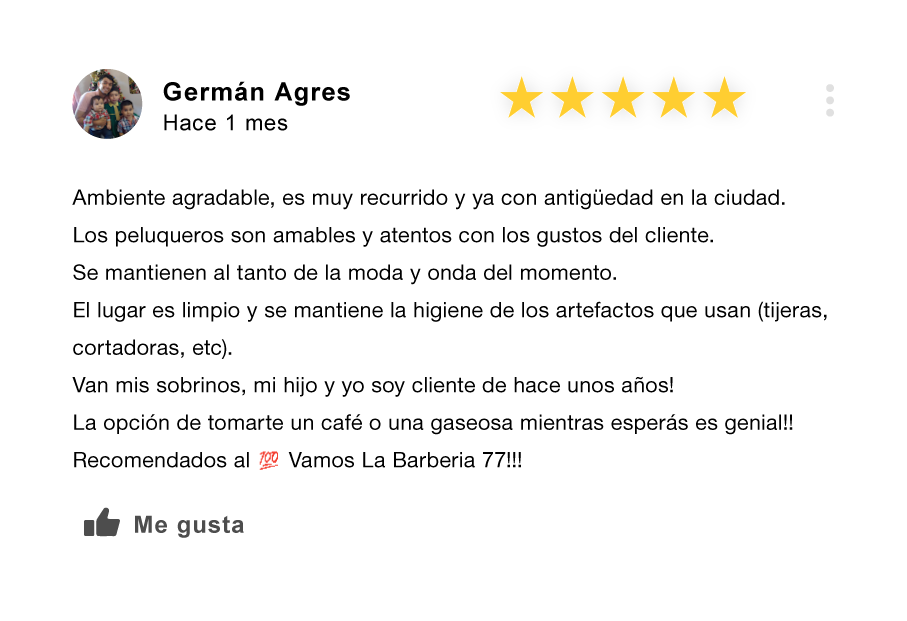 Germán Agres
Hace 1 mes
Ambiente agradable, es muy recurrido y ya con antigüedad en la ciudad.
Los peluqueros son amables y atentos con los gustos del cliente.
Se mantienen al tanto de la moda y onda del momento.
El lugar es limpio y se mantiene la higiene de los artefactos que usan (tijeras,
cortadoras, etc).
Van mis sobrinos, mi hijo y yo soy cliente de hace unos años!
La opción de tomarte un café o una gaseosa mientras esperás es genial!!
Recomendados al 💯 Vamos La Barberia 77!!!
Me gusta